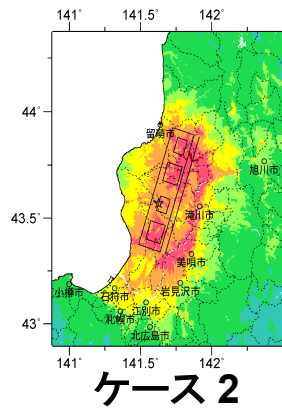 141° 141.5° 142°
44°
留萌市
旭川市
43.5°
滝川市
美唄市
小樽市
石狩市
岩見沢市
江別市
札幌市
北広島市
43°
141° 141.5° 142°
ケース 2